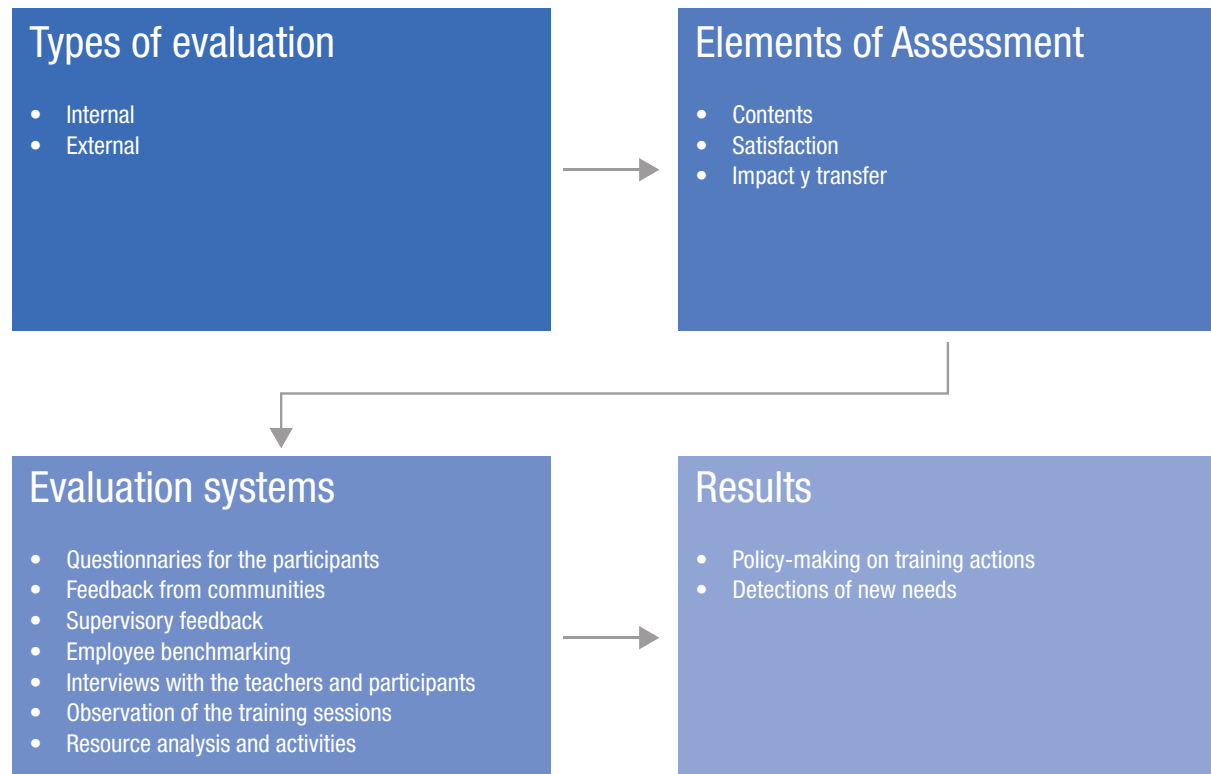 Types of evaluation
• Internal
• External
Elements of Assessment
• Contents
• Satisfaction
• Impact y transfer
Evaluation systems
• Questionnaries for the participants
• Feedback from communities
• Supervisory feedback
• Employee benchmarking
• Interviews with the teachers and participants
• Observation of the training sessions
• Resource analysis and activities
Results
• Policy-making on training actions
• Detections of new needs